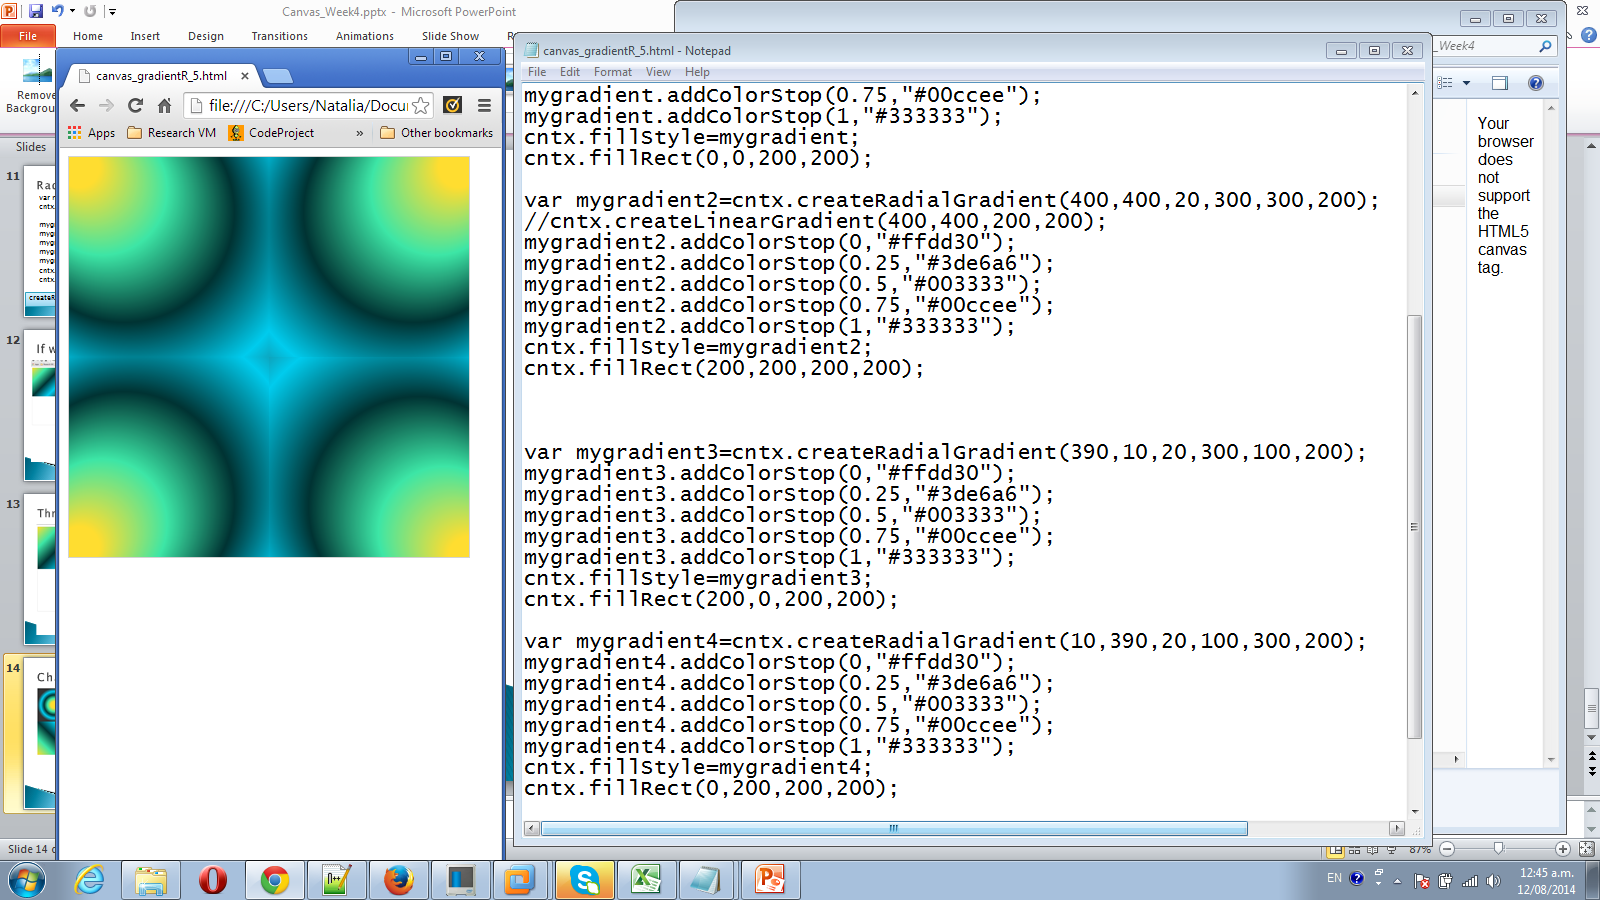 Canvas_Week4.pptx - Microsoft PowerPoint
File Home Insert Design Transitions Animations Slide Show
Remove
Slides
11
12
If w
13
14
Slide 14
canvas_gradientR_5.html
file:///C:/Users/Natalia/Docu
Apps Research VM CodeProject » Other bookmarks
canvas_gradientR_5.html - Notepad
File Edit Format View Help
mygradient.addColorStop(0.75,"#00ccee");
mygradient.addColorStop(1,"#333333");
cntx.fillStyle=mygradient;
cntx.fillRect(0,0,200,200);
var mygradient2=cntx.createRadialGradient(400,400,20,300,300,200);
//cntx.createLinearGradient(400,400,200,200);
mygradient2.addColorStop(0,"#ffdd30");
mygradient2.addColorStop(0.25,"#3de6a6");
mygradient2.addColorStop(0.5,"#003333");
mygradient2.addColorStop(0.75,"#00ccee");
mygradient2.addColorStop(1,"#333333");
cntx.fillStyle=mygradient2;
cntx.fillRect(200,200,200,200);
var mygradient3=cntx.createRadialGradient(390,10,20,300,100,200);
mygradient3.addColorStop(0,"#ffdd30");
mygradient3.addColorStop(0.25,"#3de6a6");
mygradient3.addColorStop(0.5,"#003333");
mygradient3.addColorStop(0.75,"#00ccee");
mygradient3.addColorStop(1,"#333333");
cntx.fillStyle=mygradient3;
cntx.fillRect(200,0,200,200);
var mygradient4=cntx.createRadialGradient(10,390,20,100,300,200);
mygradient4.addColorStop(0,"#ffdd30");
mygradient4.addColorStop(0.25,"#3de6a6");
mygradient4.addColorStop(0.5,"#003333");
mygradient4.addColorStop(0.75,"#00ccee");
mygradient4.addColorStop(1,"#333333");
cntx.fillStyle=mygradient4;
cntx.fillRect(0,200,200,200);
_Week4
Your
browser
does
not
support
the
HTML5
canvas
tag.
87%
EN
12:45 a.m.
12/08/2014